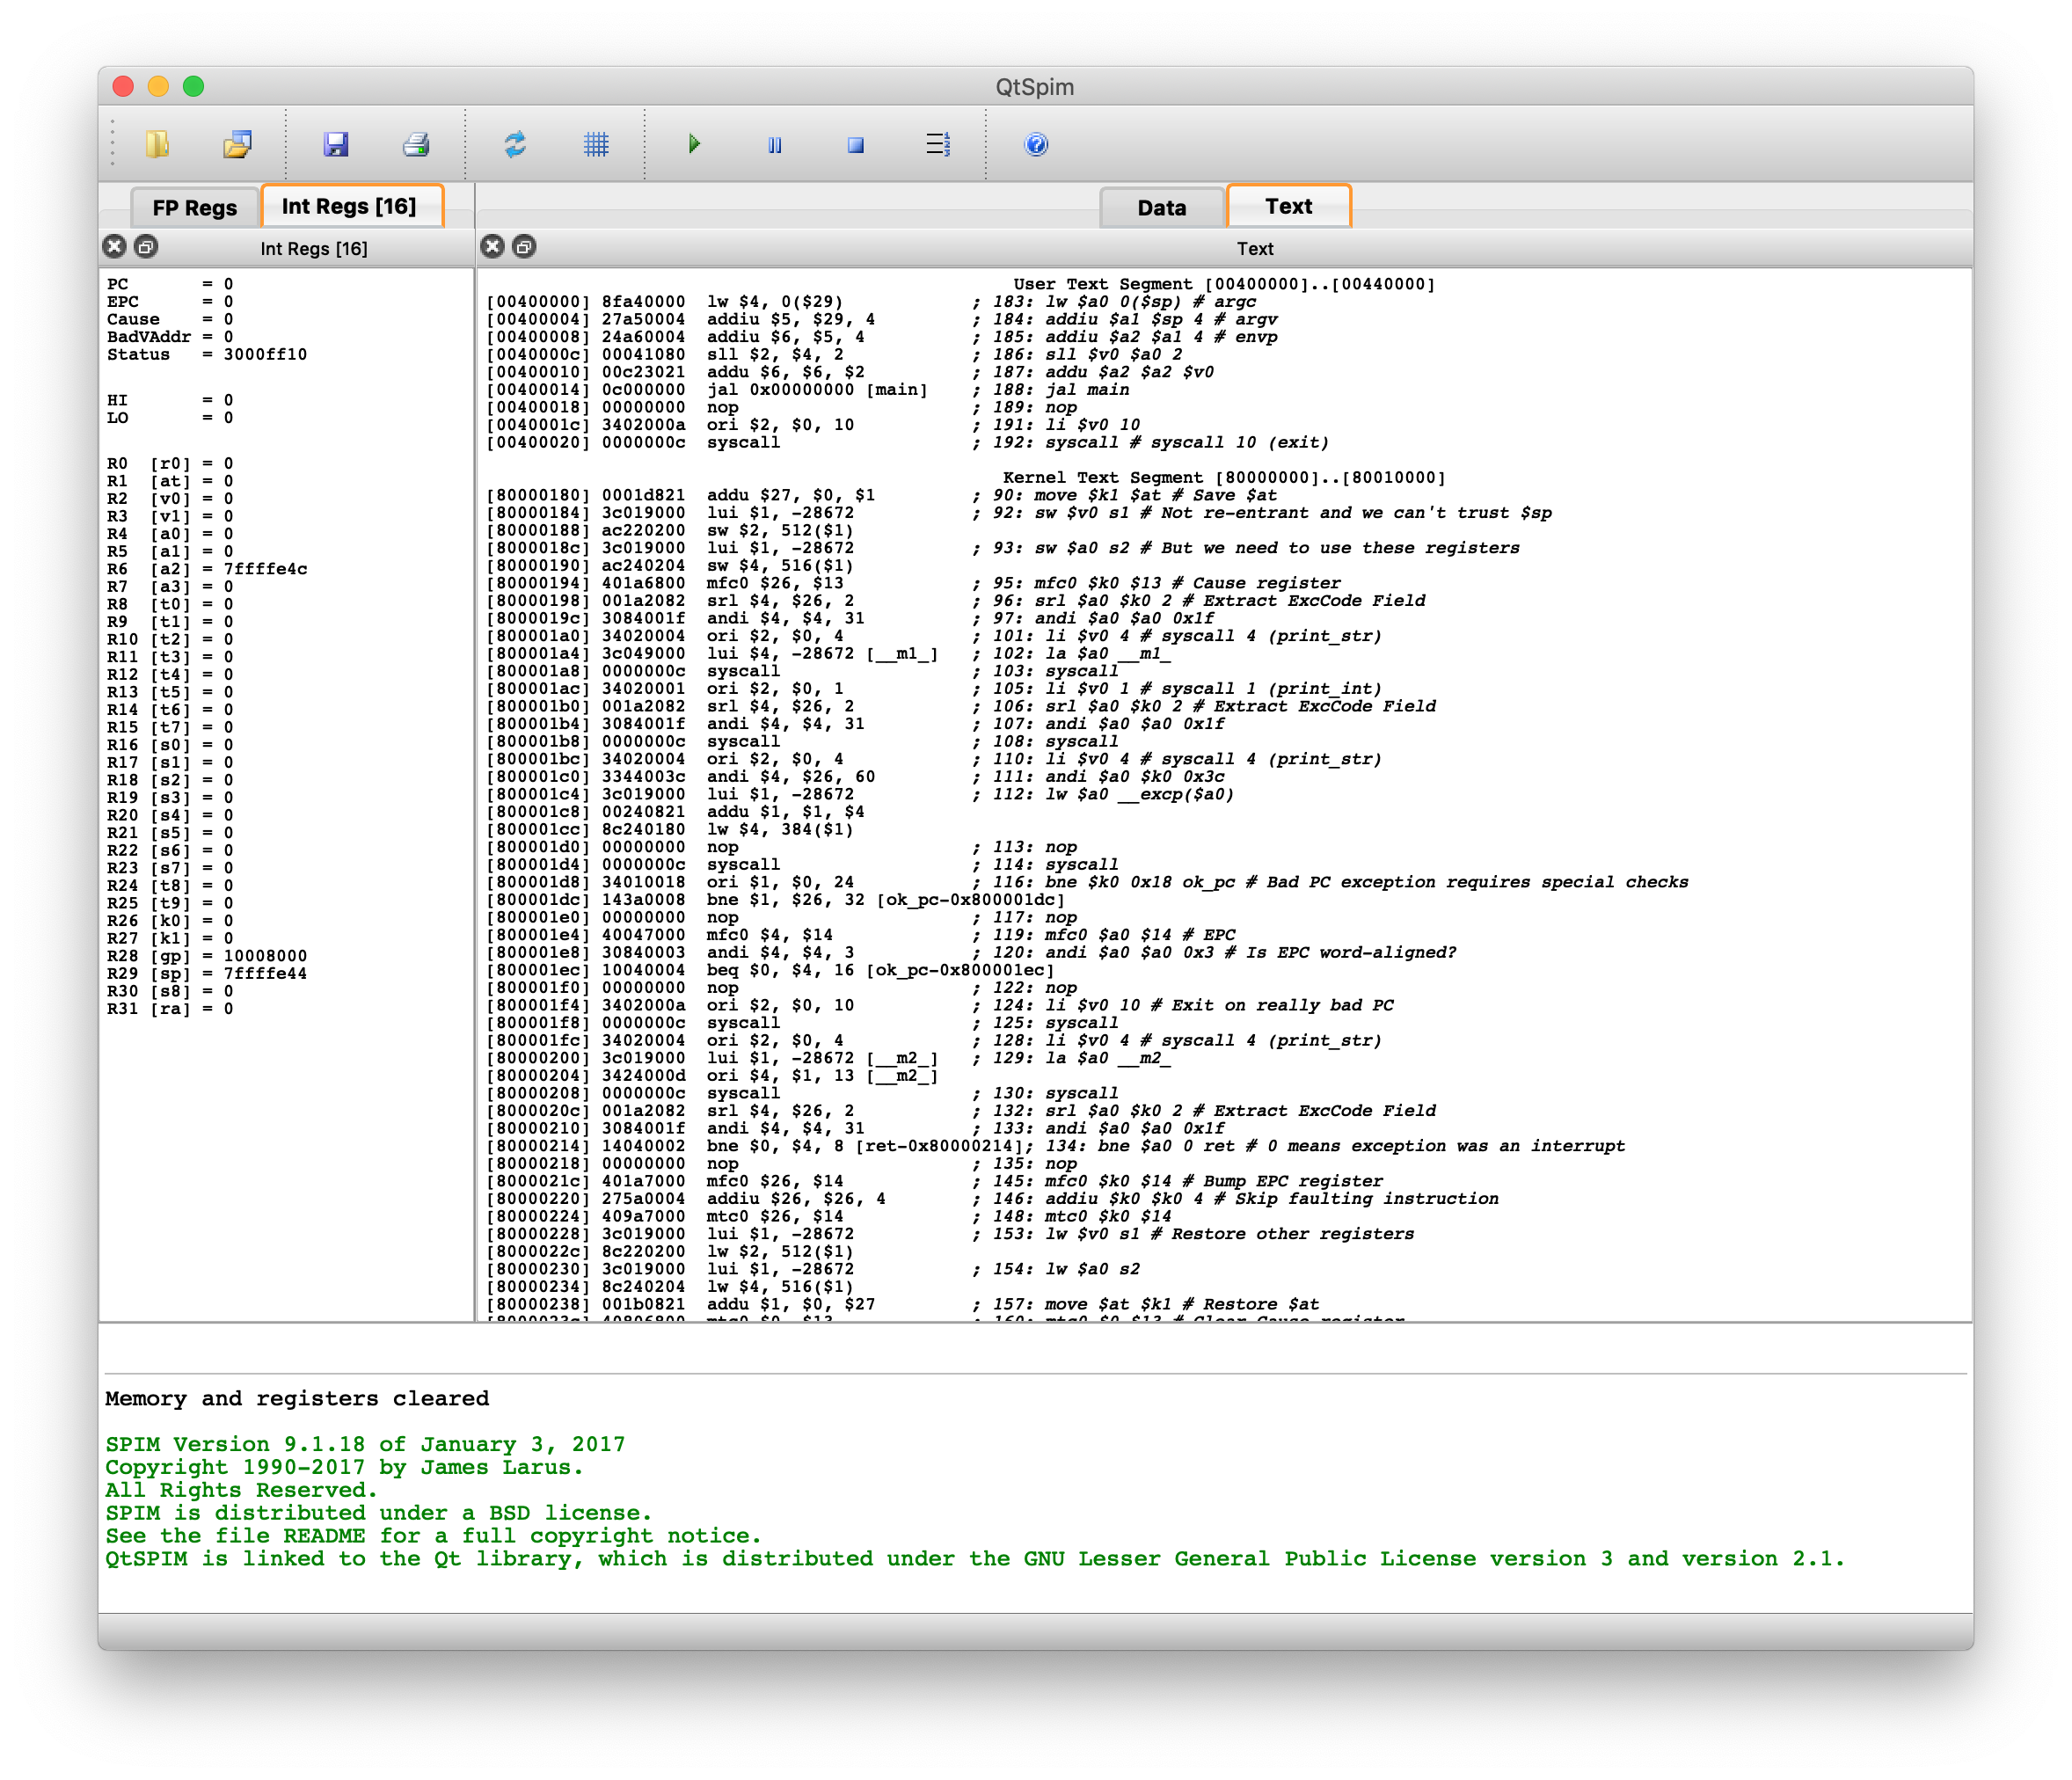 QtSpim
FP Regs
Int Regs [16]
Data
Text
Int Regs [16]
Text
PC       = 0
EPC      = 0
Cause    = 0
BadVAddr = 0
Status   = 3000ff10
HI       = 0
LO       = 0
R0  [r0] = 0
R1  [at] = 0
R2  [v0] = 0
R3  [v1] = 0
R4  [a0] = 0
R5  [a1] = 0
R6  [a2] = 7ffffe4c
R7  [a3] = 0
R8  [t0] = 0
R9  [t1] = 0
R10 [t2] = 0
R11 [t3] = 0
R12 [t4] = 0
R13 [t5] = 0
R14 [t6] = 0
R15 [t7] = 0
R16 [s0] = 0
R17 [s1] = 0
R18 [s2] = 0
R19 [s3] = 0
R20 [s4] = 0
R21 [s5] = 0
R22 [s6] = 0
R23 [s7] = 0
R24 [t8] = 0
R25 [t9] = 0
R26 [k0] = 0
R27 [k1] = 0
R28 [gp] = 10008000
R29 [sp] = 7ffffe44
R30 [s8] = 0
R31 [ra] = 0
User Text Segment [00400000]..[00440000]
[00400000] 8fa40000  lw $4, 0($29)            ; 183: lw $a0 0($sp) # argc
[00400004] 27a50004  addiu $5, $29, 4         ; 184: addiu $a1 $sp 4 # argv
[00400008] 24a60004  addiu $6, $5, 4          ; 185: addiu $a2 $a1 4 # envp
[0040000c] 00041080  sll $2, $4, 2            ; 186: sll $v0 $a0 2
[00400010] 00c23021  addu $6, $6, $2          ; 187: addu $a2 $a2 $v0
[00400014] 0c000000  jal 0x00000000 [main]    ; 188: jal main
[00400018] 00000000  nop                      ; 189: nop
[0040001c] 3402000a  ori $2, $0, 10           ; 191: li $v0 10
[00400020] 0000000c  syscall                  ; 192: syscall # syscall 10 (exit)
Kernel Text Segment [80000000]..[80010000]
[80000180] 0001d821  addu $27, $0, $1         ; 90: move $k1 $at # Save $at
[80000184] 3c019000  lui $1, -28672           ; 92: sw $v0 s1 # Not re-entrant and we can't trust $sp
[80000188] ac220200  sw $2, 512($1)
[8000018c] 3c019000  lui $1, -28672           ; 93: sw $a0 s2 # But we need to use these registers
[80000190] ac240204  sw $4, 516($1)
[80000194] 401a6800  mfc0 $26, $13            ; 95: mfc0 $k0 $13 # Cause register
[80000198] 001a2082  srl $4, $26, 2           ; 96: srl $a0 $k0 2 # Extract ExcCode Field
[8000019c] 3084001f  andi $4, $4, 31          ; 97: andi $a0 $a0 0x1f
[800001a0] 34020004  ori $2, $0, 4            ; 101: li $v0 4 # syscall 4 (print_str)
[800001a4] 3c049000  lui $4, -28672 [__m1_]   ; 102: la $a0 __m1_
[800001a8] 0000000c  syscall                  ; 103: syscall
[800001ac] 34020001  ori $2, $0, 1            ; 105: li $v0 1 # syscall 1 (print_int)
[800001b0] 001a2082  srl $4, $26, 2           ; 106: srl $a0 $k0 2 # Extract ExcCode Field
[800001b4] 3084001f  andi $4, $4, 31          ; 107: andi $a0 $a0 0x1f
[800001b8] 0000000c  syscall                  ; 108: syscall
[800001bc] 34020004  ori $2, $0, 4            ; 110: li $v0 4 # syscall 4 (print_str)
[800001c0] 3344003c  andi $4, $26, 60         ; 111: andi $a0 $k0 0x3c
[800001c4] 3c019000  lui $1, -28672           ; 112: lw $a0 __excp($a0)
[800001c8] 00240821  addu $1, $1, $4
[800001cc] 8c240180  lw $4, 384($1)
[800001d0] 00000000  nop                      ; 113: nop
[800001d4] 0000000c  syscall                  ; 114: syscall
[800001d8] 34010018  ori $1, $0, 24           ; 116: bne $k0 0x18 ok_pc # Bad PC exception requires special checks
[800001dc] 143a0008  bne $1, $26, 32 [ok_pc-0x800001dc]
[800001e0] 00000000  nop                      ; 117: nop
[800001e4] 40047000  mfc0 $4, $14             ; 119: mfc0 $a0 $14 # EPC
[800001e8] 30840003  andi $4, $4, 3           ; 120: andi $a0 $a0 0x3 # Is EPC word-aligned?
[800001ec] 10040004  beq $0, $4, 16 [ok_pc-0x800001ec]
[800001f0] 00000000  nop                      ; 122: nop
[800001f4] 3402000a  ori $2, $0, 10           ; 124: li $v0 10 # Exit on really bad PC
[800001f8] 0000000c  syscall                  ; 125: syscall
[800001fc] 34020004  ori $2, $0, 4            ; 128: li $v0 4 # syscall 4 (print_str)
[80000200] 3c019000  lui $1, -28672 [__m2_]   ; 129: la $a0 __m2_
[80000204] 3424000d  ori $4, $1, 13 [__m2_]
[80000208] 0000000c  syscall                  ; 130: syscall
[8000020c] 001a2082  srl $4, $26, 2           ; 132: srl $a0 $k0 2 # Extract ExcCode Field
[80000210] 3084001f  andi $4, $4, 31          ; 133: andi $a0 $a0 0x1f
[80000214] 14040002  bne $0, $4, 8 [ret-0x80000214]; 134: bne $a0 0 ret # 0 means exception was an interrupt
[80000218] 00000000  nop                      ; 135: nop
[8000021c] 401a7000  mfc0 $26, $14            ; 145: mfc0 $k0 $14 # Bump EPC register
[80000220] 275a0004  addiu $26, $26, 4        ; 146: addiu $k0 $k0 4 # Skip faulting instruction
[80000224] 409a7000  mtc0 $26, $14            ; 148: mtc0 $k0 $14
[80000228] 3c019000  lui $1, -28672           ; 153: lw $v0 s1 # Restore other registers
[8000022c] 8c220200  lw $2, 512($1)
[80000230] 3c019000  lui $1, -28672           ; 154: lw $a0 s2
[80000234] 8c240204  lw $4, 516($1)
[80000238] 001b0821  addu $1, $0, $27         ; 157: move $at $k1 # Restore $at
[8000023c] 40806800  mtc0 $0, $13             ; 160: mtc0 $0 $13 # Clear Cause register
Memory and registers cleared
SPIM Version 9.1.18 of January 3, 2017
Copyright 1990-2017 by James Larus.
All Rights Reserved.
SPIM is distributed under a BSD license.
See the file README for a full copyright notice.
QtSPIM is linked to the Qt library, which is distributed under the GNU Lesser General Public License version 3 and version 2.1.